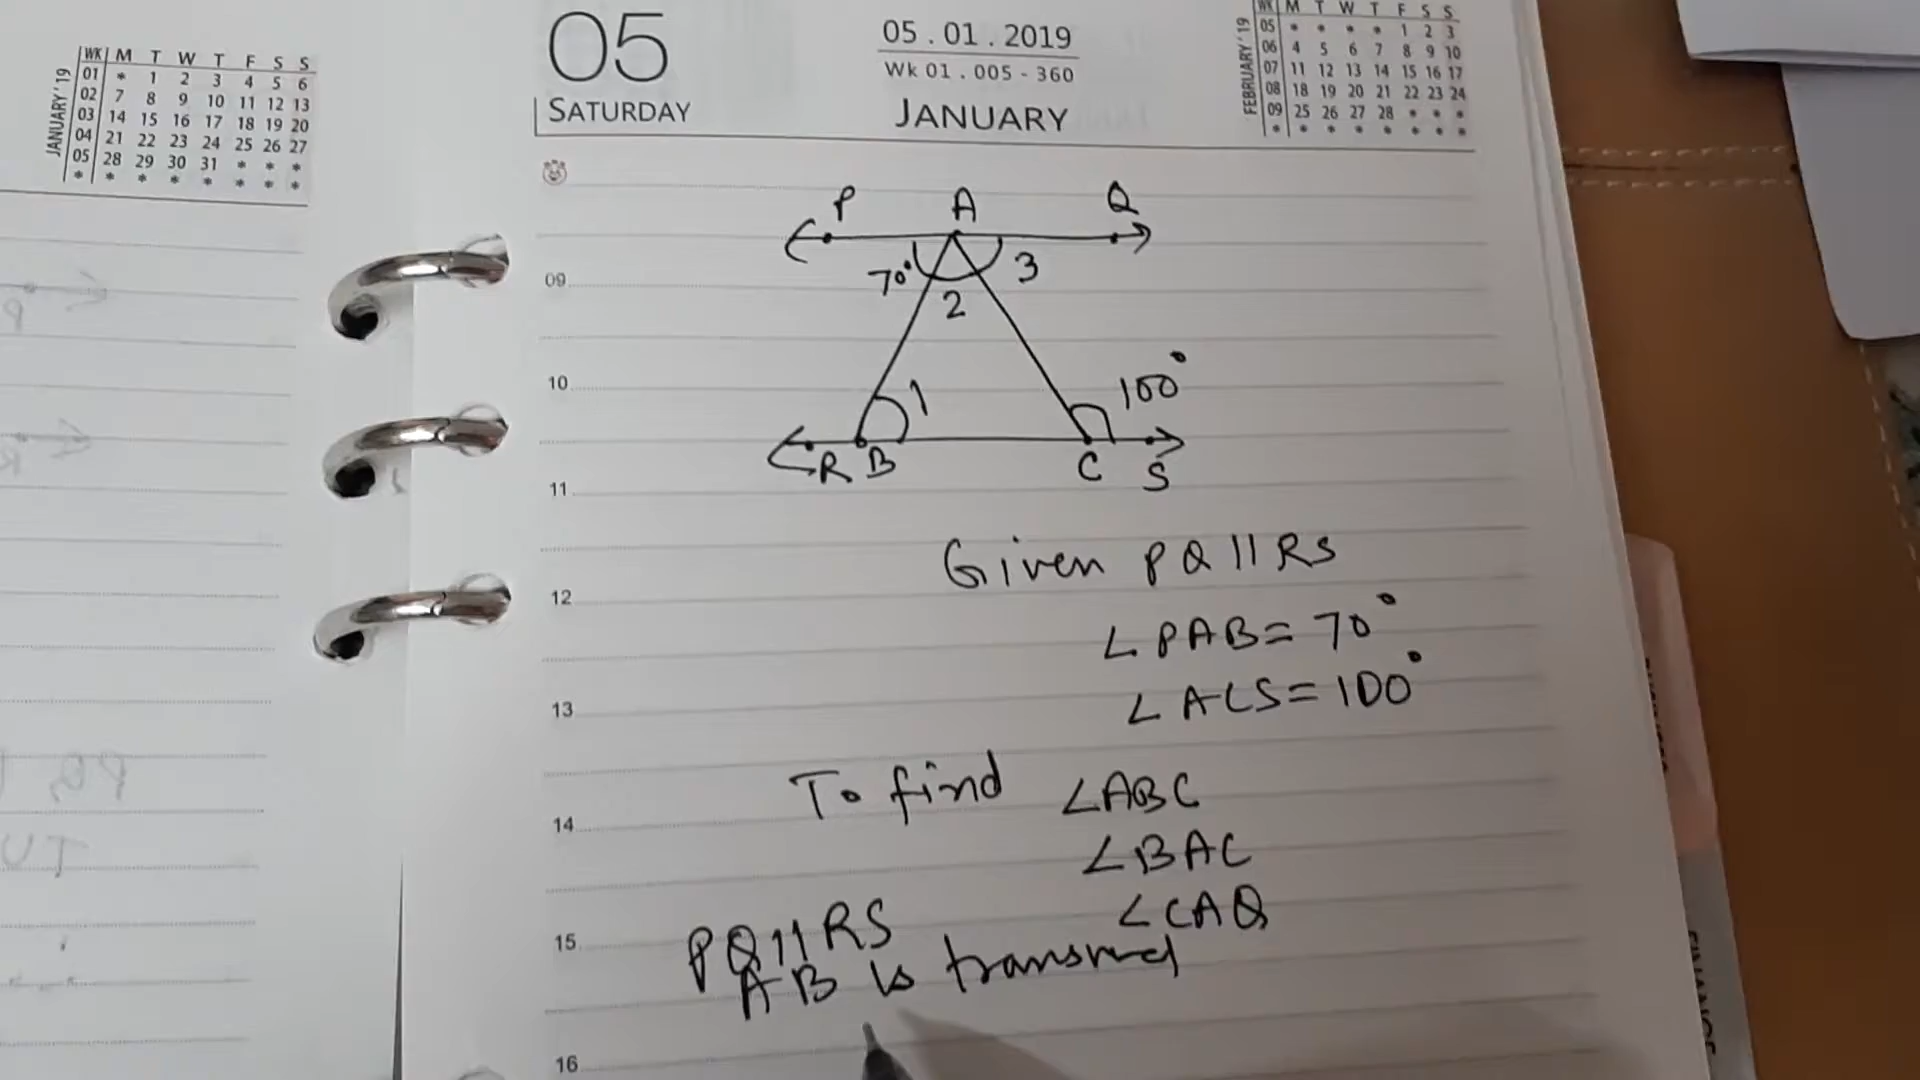 WK M T W T F S S
JANUARY '19
01 * 1 2 3 4 5 6
02 7 8 9 10 11 12 13
03 14 15 16 17 18 19 20
04 21 22 23 24 25 26 27
05 28 29 30 31 * * *
* * * * * * * *
05
SATURDAY
05 . 01 . 2019
Wk 01 . 005 - 360
JANUARY
WK M T W T F S S
FEBRUARY '19
05 * * * * 1 2 3
06 4 5 6 7 8 9 10
07 11 12 13 14 15 16 17
08 18 19 20 21 22 23 24
09 25 26 27 28 * * *
* * * * * * * *
P A Q
70° 3
09
2
10
1 100°
R B C S
11
Given PQ || RS
12
∠PAB = 70°
13
∠ACS = 100°
To find ∠ABC
14
∠BAC
∠CAQ
15
PQ || RS
AB is
16